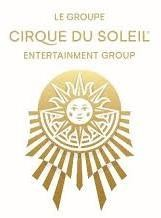 LE GROUPE
CIRQUE DU SOLEIL®
ENTERTAINMENT GROUP